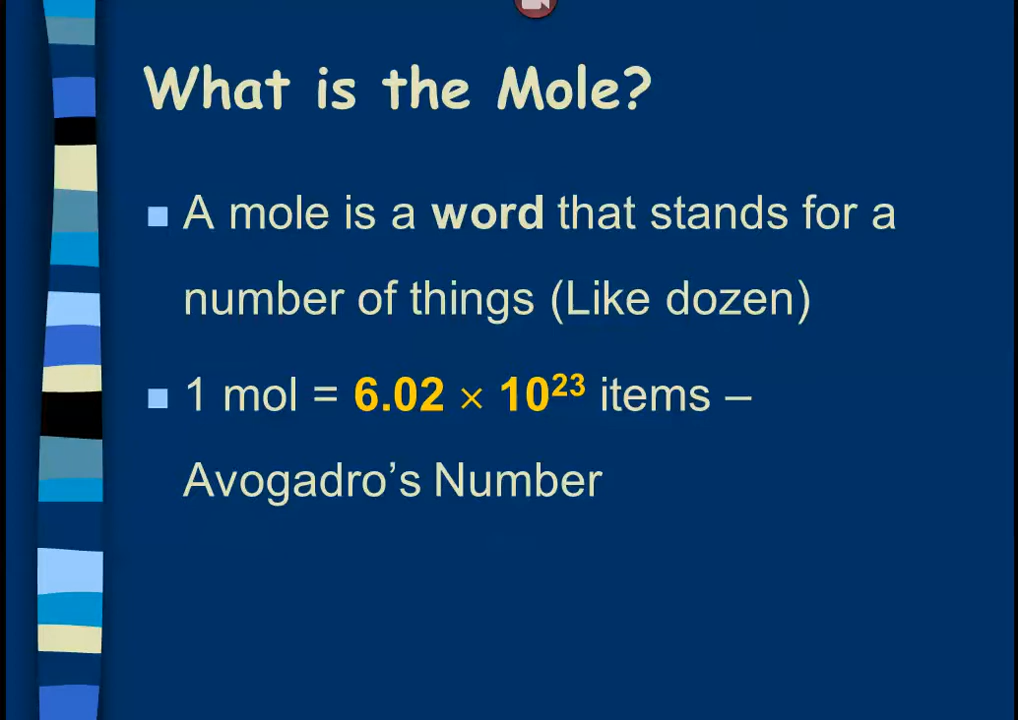 What is the Mole?
A mole is a word that stands for a
number of things (Like dozen)
1 mol = 6.02 × 10²³ items –
Avogadro’s Number